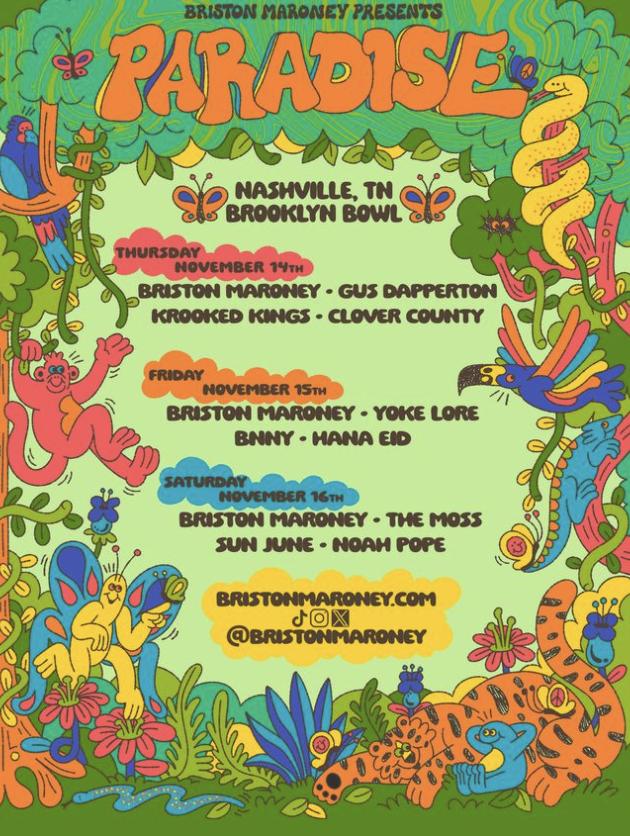 BRISTON MARONEY PRESENTS
PARADISE
NASHVILLE, TN
BROOKLYN BOWL
THURSDAY
NOVEMBER 14TH
BRISTON MARONEY • GUS DAPPERTON
KROOKED KINGS • CLOVER COUNTY
FRIDAY
NOVEMBER 15TH
BRISTON MARONEY • YOKE LORE
BNNY • HANA EID
SATURDAY
NOVEMBER 16TH
BRISTON MARONEY • THE MOSS
SUN JUNE • NOAH POPE
BRISTONMARONEY.COM
@BRISTONMARONEY